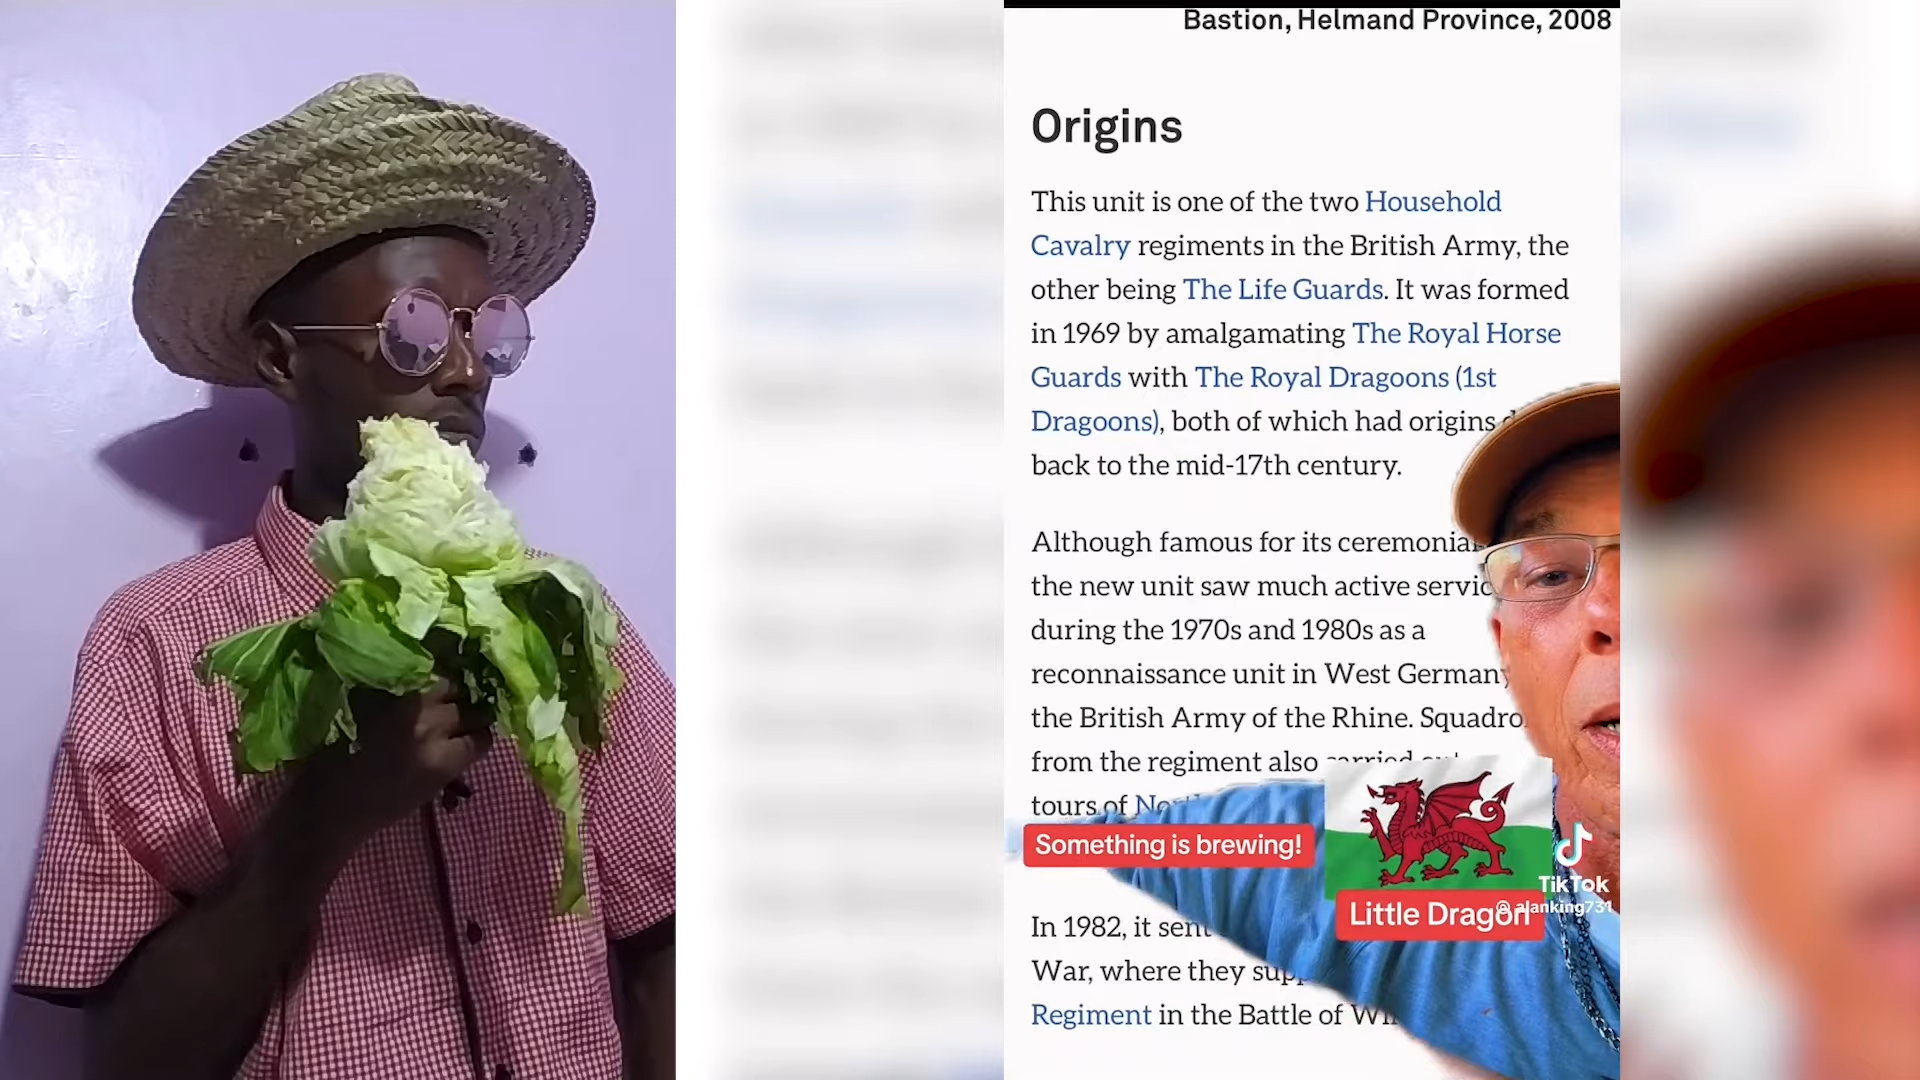 Bastion, Helmand Province, 2008
Origins
This unit is one of the two Household
Cavalry regiments in the British Army, the
other being The Life Guards. It was formed
in 1969 by amalgamating The Royal Horse
Guards with The Royal Dragoons (1st
Dragoons), both of which had origins
back to the mid-17th century.
Although famous for its ceremonial
the new unit saw much active service
during the 1970s and 1980s as a
reconnaissance unit in West Germany
the British Army of the Rhine. Squadro
from the regiment also carried out
tours of
Something is brewing!
TikTok
@alanking731
Little Dragon
In 1982, it sent
War, where they
Regiment in the Battle of